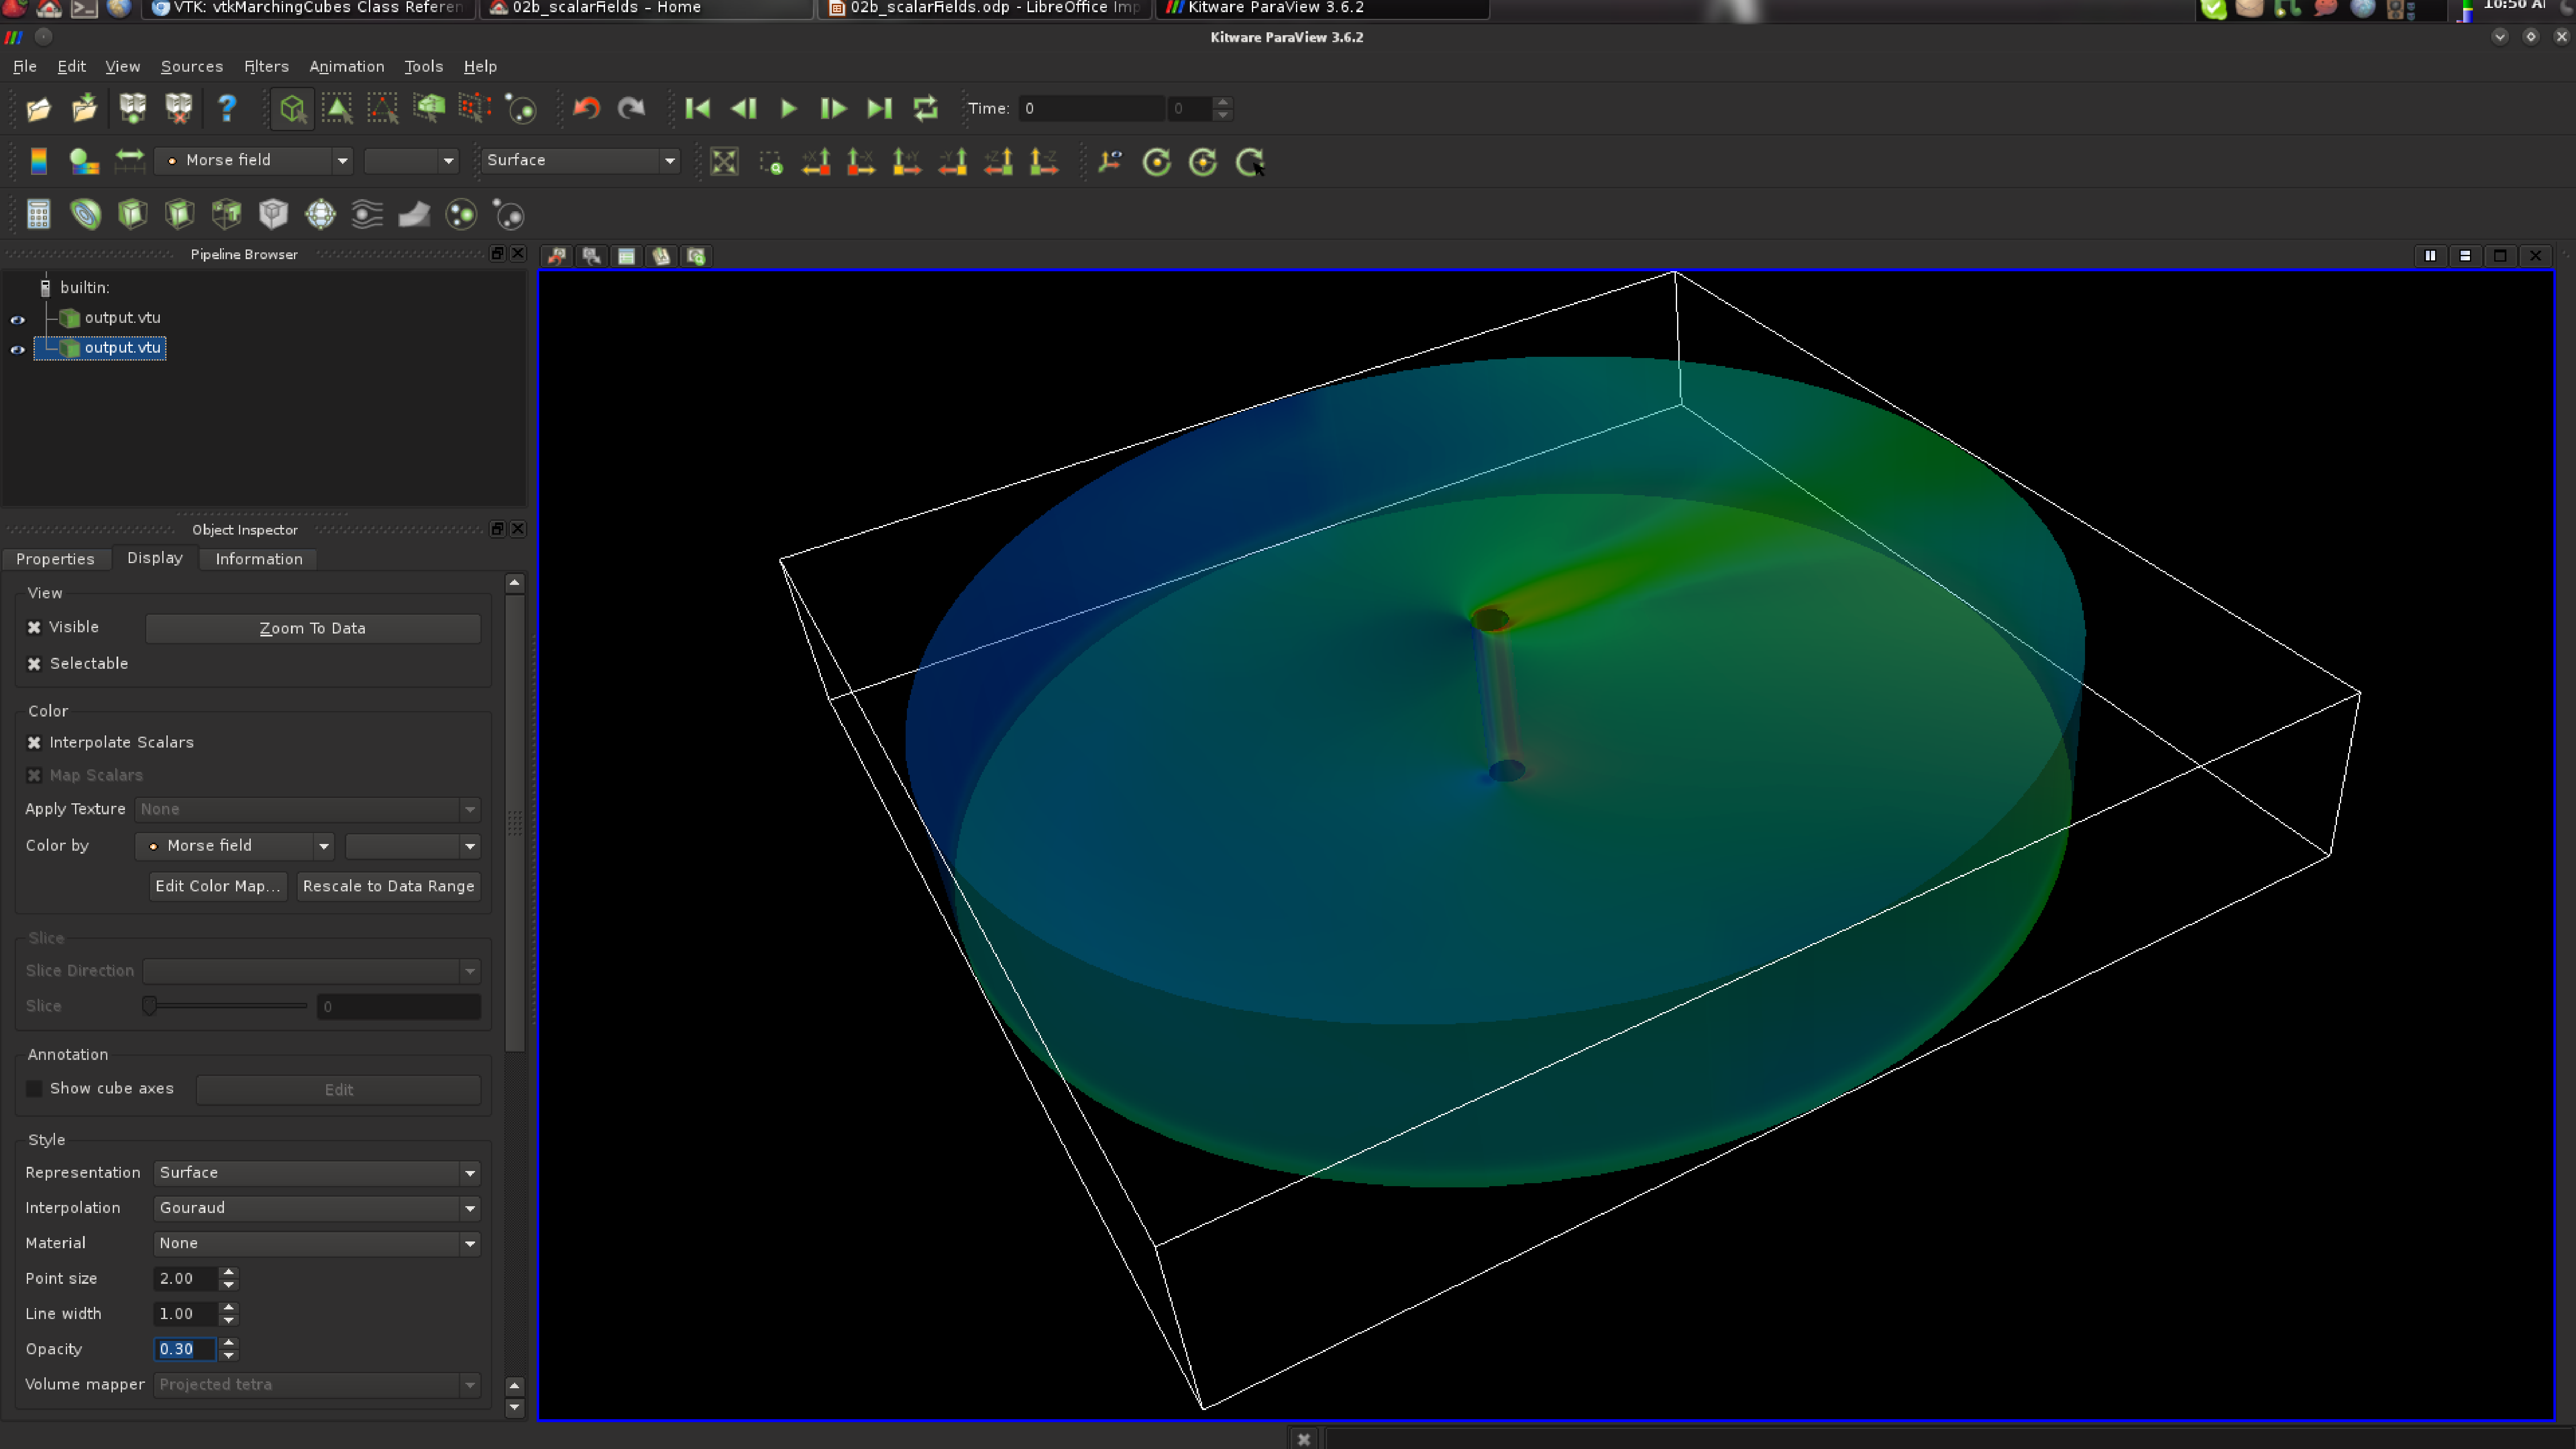 VTK: vtkMarchingCubes Class Referen
02b_scalarFields – Home
02b_scalarFields.odp - LibreOffice Imp
Kitware ParaView 3.6.2
10:50 A
Kitware ParaView 3.6.2
File Edit View Sources Filters Animation Tools Help
Time: 0 0
Morse field Surface
+X -X +Y -Y +Z -Z
Pipeline Browser
builtin:
output.vtu
output.vtu
Object Inspector
Properties Display Information
View
Visible Zoom To Data
Selectable
Color
Interpolate Scalars
Map Scalars
Apply Texture None
Color by Morse field
Edit Color Map... Rescale to Data Range
Slice
Slice Direction
Slice 0
Annotation
Show cube axes Edit
Style
Representation Surface
Interpolation Gouraud
Material None
Point size 2.00
Line width 1.00
Opacity 0.30
Volume mapper Projected tetra